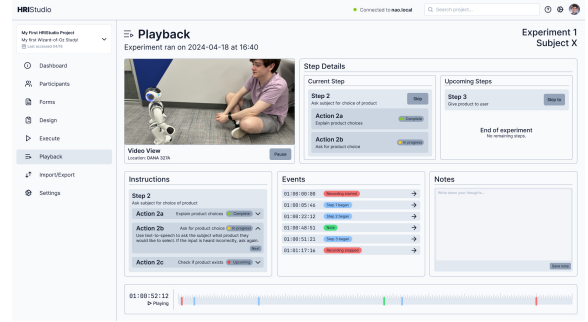 HRIStudio
Connected to nao.local
Search project...
My First HRIStudio Project
My first Wizard-of-Oz Study!
Last accessed 04/18
Dashboard
Participants
Forms
Design
Execute
Playback
Import/Export
Settings
Playback
Experiment ran on 2024-04-18 at 16:40
Experiment 1
Subject X
Video View
Location: DANA 327A
Pause
Step Details
Current Step
Step 2
Ask subject for choice of product
Skip
Action 2a
Explain product choices
Complete
Action 2b
Ask for product choice
In progress
Upcoming Steps
Step 3
Give product to user
Skip to
End of experiment
No remaining steps.
Instructions
Step 2
Ask subject for choice of product
Action 2a Explain product choices Complete
Action 2b Ask for product choice In progress
Use text-to-speech to ask the subject what product they
would like to select. If the input is heard incorrectly, ask again.
Next
Action 2c Check if product exists Upcoming
Events
01:00:00:00 Recording started
01:00:05:46 Step 1 began
01:00:22:12 Step 2 began
01:00:48:51 Note
01:00:51:21 Step 3 began
01:01:17:16 Recording stopped
Notes
Write down your thoughts...
Save note
01:00:52:12
Playing